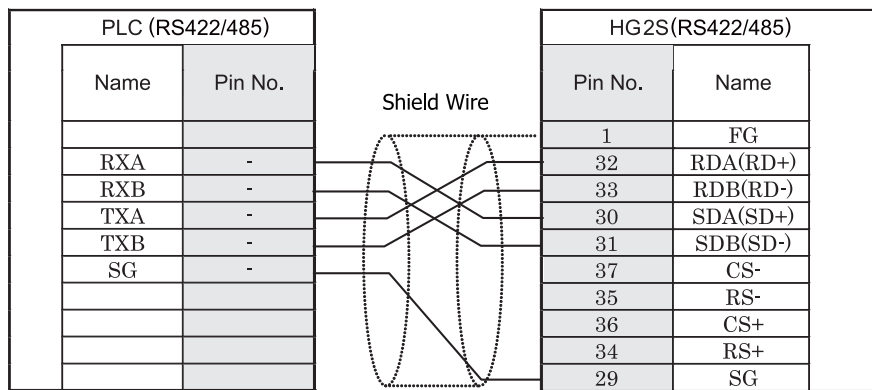 PLC (RS422/485)
HG2S(RS422/485)
Name Pin No.
Shield Wire
Pin No. Name
1 FG
RXA - 32 RDA(RD+)
RXB - 33 RDB(RD-)
TXA - 30 SDA(SD+)
TXB - 31 SDB(SD-)
SG - 37 CS-
35 RS-
36 CS+
34 RS+
29 SG